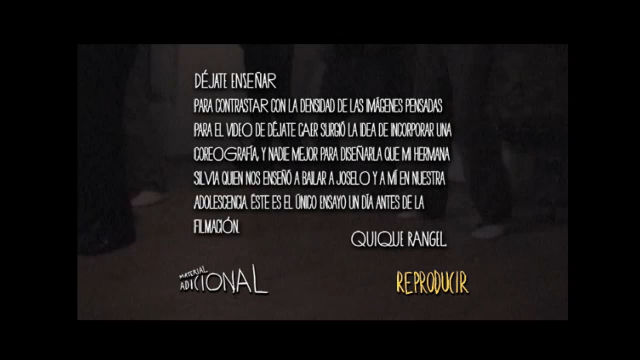 DÉJATE ENSEÑAR
PARA CONTRASTAR CON LA DENSIDAD DE LAS IMÁGENES PENSADAS
PARA EL VIDEO DE DÉJATE CAER SURGIÓ LA IDEA DE INCORPORAR UNA
COREOGRAFÍA, Y NADIE MEJOR PARA DISEÑARLA QUE MI HERMANA
SILVIA QUIEN NOS ENSEÑÓ A BAILAR A JOSELO Y A MÍ EN NUESTRA
ADOLESCENCIA. ÉSTE ES EL ÚNICO ENSAYO UN DÍA ANTES DE LA
FILMACIÓN.
QUIQUE RANGEL
MATERIAL
ADICIONAL
REPRODUCIR